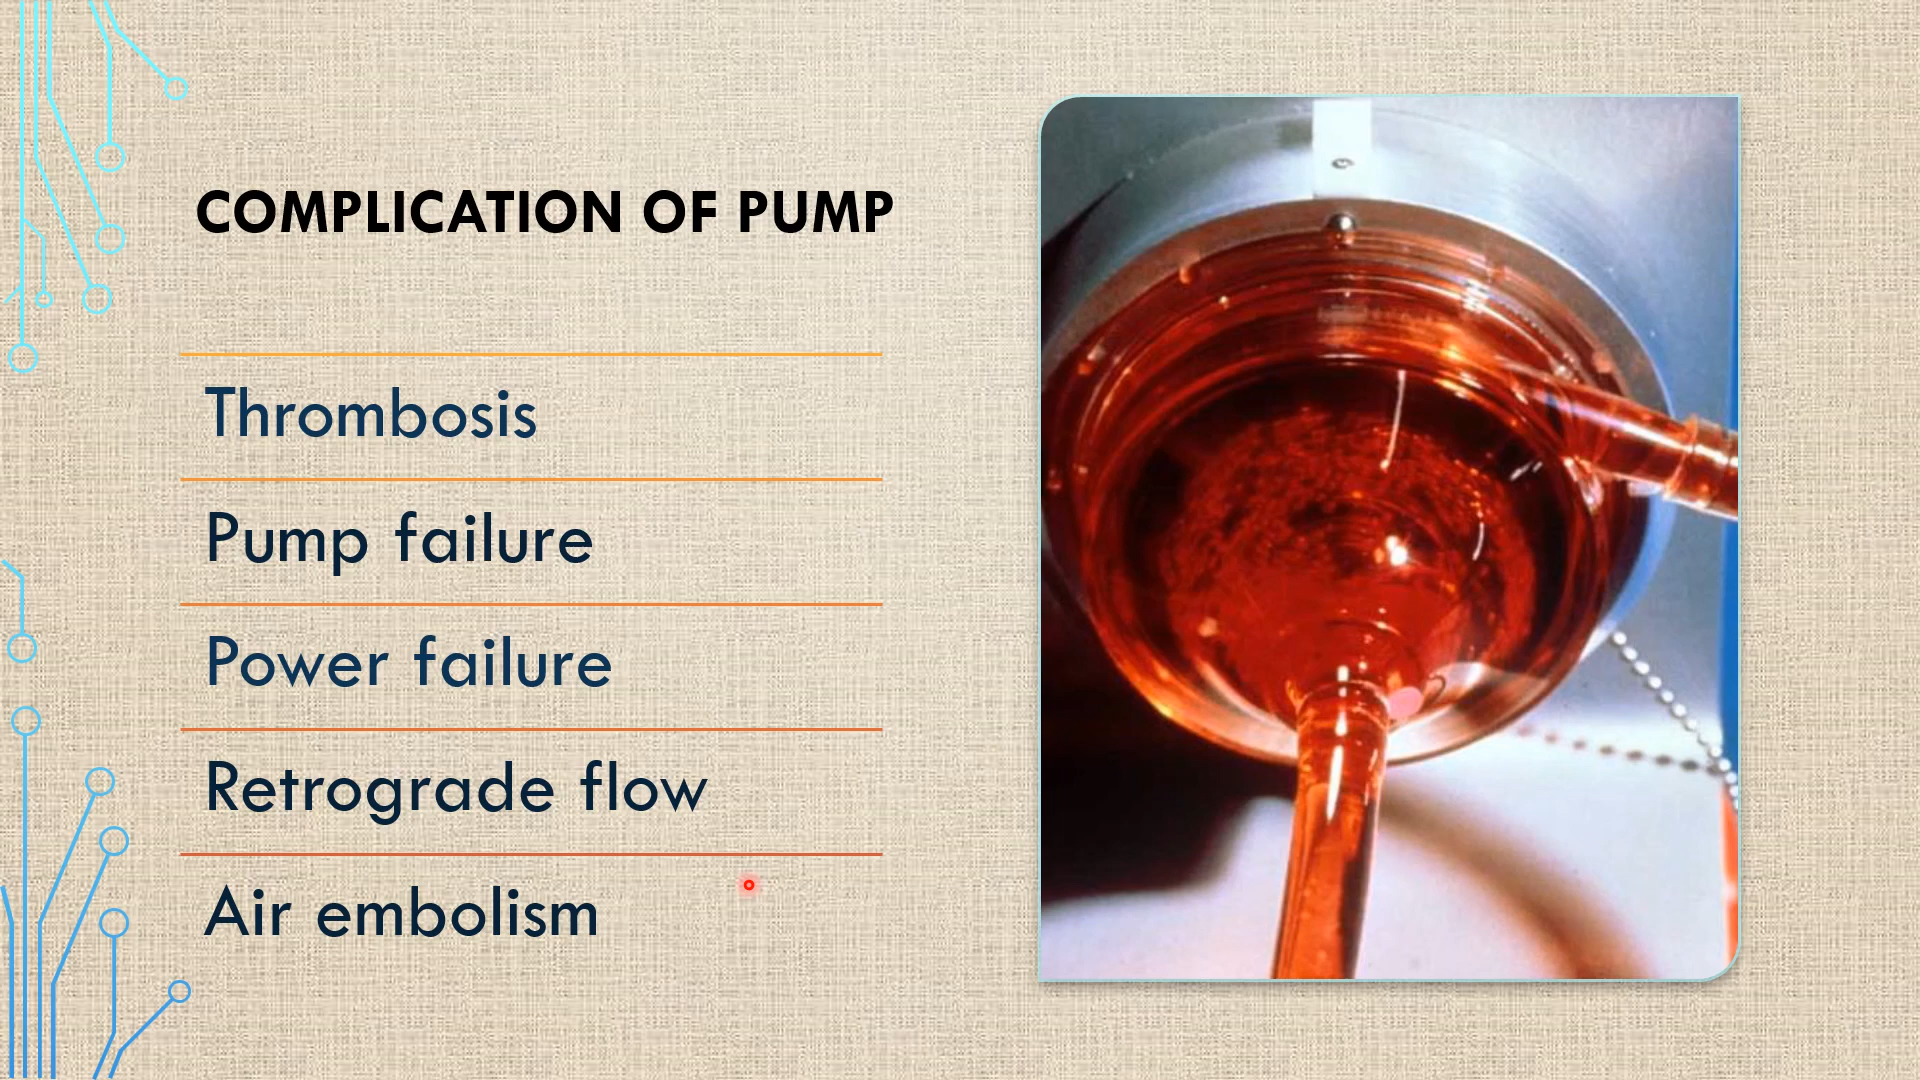 COMPLICATION OF PUMP
Thrombosis
Pump failure
Power failure
Retrograde flow
Air embolism